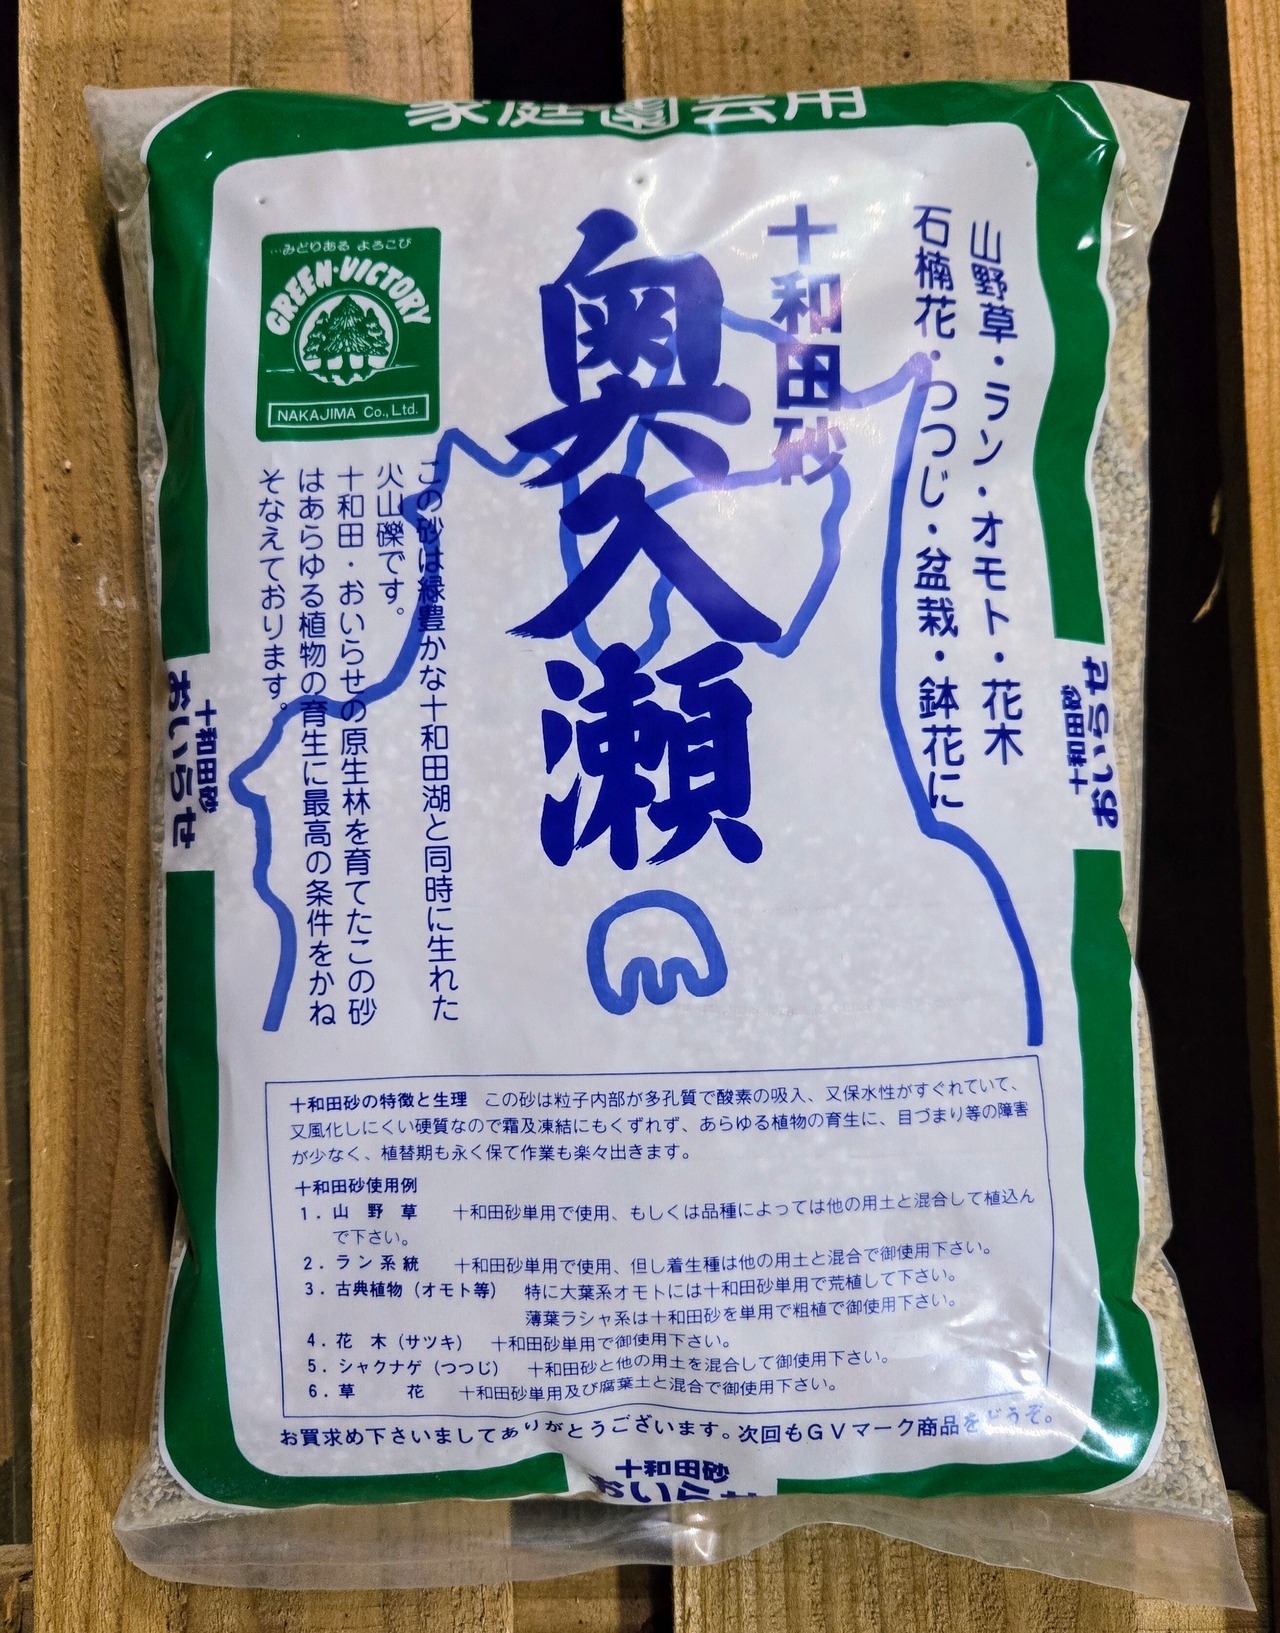 家庭園芸用
山野草・ラン・オモト・花木
石楠花・つつじ・盆栽・鉢花に
十和田砂
奥入瀬
…みどりある よろこび
GREEN・VICTORY
NAKAJIMA Co.,Ltd.
この砂は緑豊かな十和田湖と同時に生れた
火山礫です。
十和田・おいらせの原生林を育てたこの砂
はあらゆる植物の育生に最高の条件をかね
そなえております。
十和田砂
おいらせ
十和田砂
おいらせ
十和田砂の特徴と生理 この砂は粒子内部が多孔質で酸素の吸入、又保水性がすぐれていて、
又風化しにくい硬質なので霜及凍結にもくずれず、あらゆる植物の育生に、目づまり等の障害
が少なく、植替期も永く保て作業も楽々出きます。
十和田砂使用例
1．山 野 草 十和田砂単用で使用、もしくは品種によっては他の用土と混合して植込ん
で下さい。
2．ラン系統 十和田砂単用で使用、但し着生種は他の用土と混合で御使用下さい。
3．古典植物（オモト等） 特に大葉系オモトには十和田砂単用で荒植して下さい。
薄葉ラシャ系は十和田砂を単用で粗植で御使用下さい。
4．花 木（サツキ） 十和田砂単用で御使用下さい。
5．シャクナゲ（つつじ） 十和田砂と他の用土を混合して御使用下さい。
6．草 花 十和田砂単用及び腐葉土と混合で御使用下さい。
お買求め下さいましてありがとうございます。次回もGVマーク商品をどうぞ。
十和田砂
おいらせ